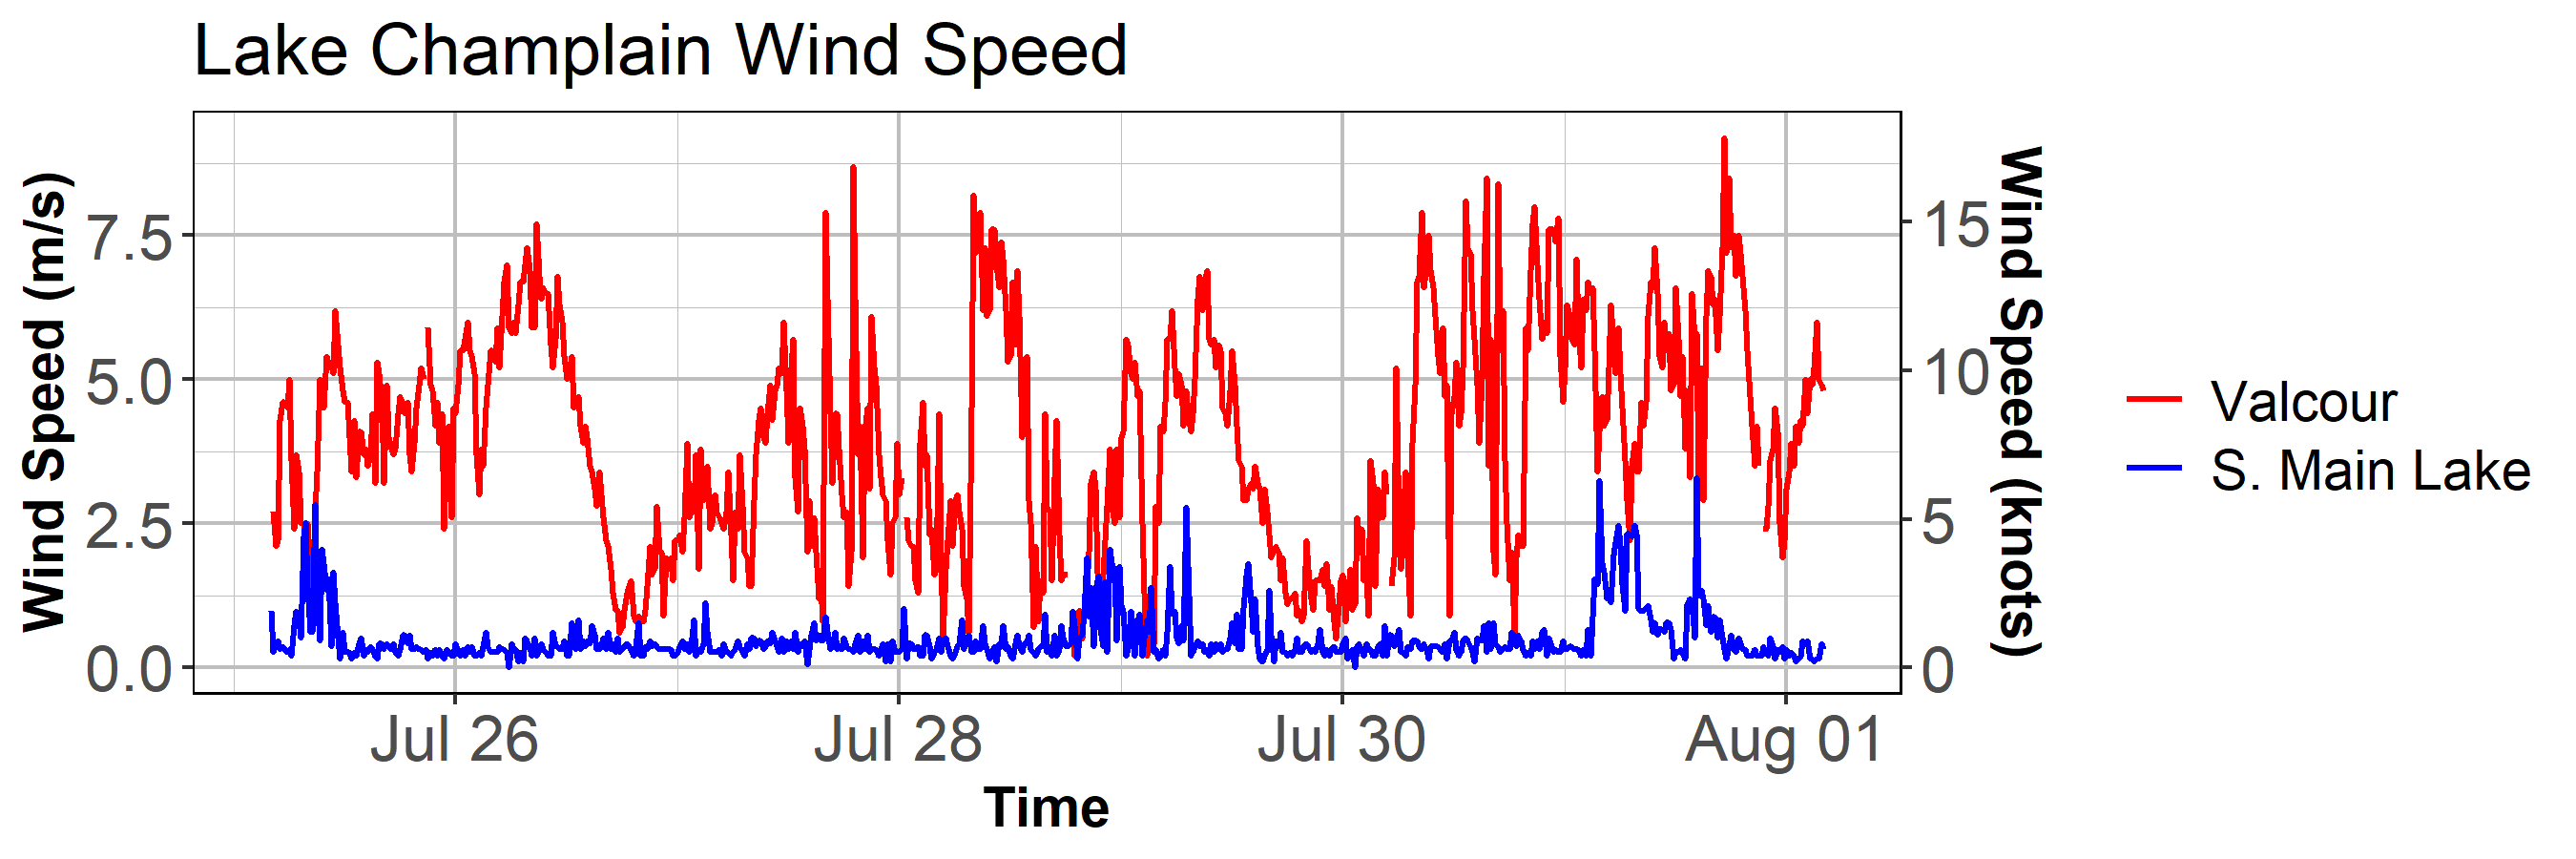 Lake Champlain Wind Speed
Wind Speed (m/s)
7.5
5.0
2.5
0.0
15
10
5
0
Wind Speed (knots)
Jul 26
Jul 28
Jul 30
Aug 01
Time
Valcour
S. Main Lake